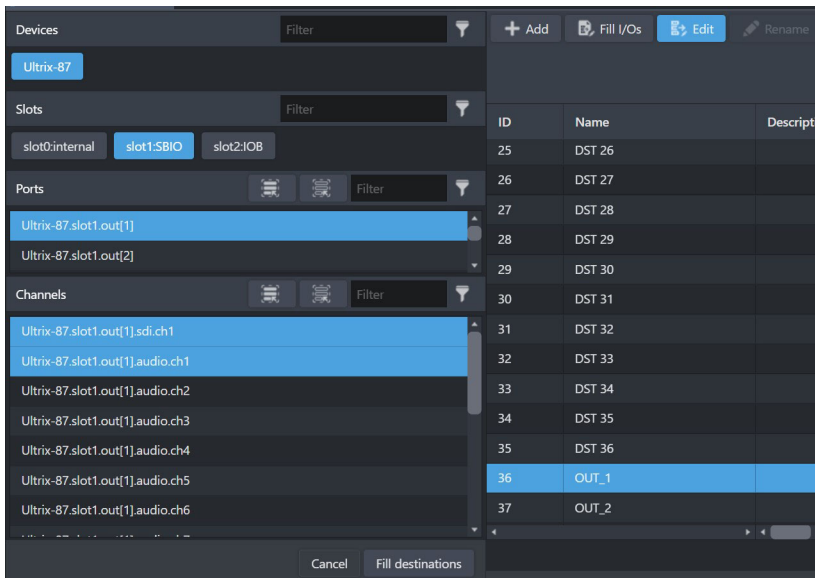 Devices
Filter
Ultrix-87
Slots
Filter
slot0:internal slot1:SBIO slot2:IOB
Ports
Filter
Ultrix-87.slot1.out[1]
Ultrix-87.slot1.out[2]
Channels
Filter
Ultrix-87.slot1.out[1].sdi.ch1
Ultrix-87.slot1.out[1].audio.ch1
Ultrix-87.slot1.out[1].audio.ch2
Ultrix-87.slot1.out[1].audio.ch3
Ultrix-87.slot1.out[1].audio.ch4
Ultrix-87.slot1.out[1].audio.ch5
Ultrix-87.slot1.out[1].audio.ch6
Cancel Fill destinations
Add Fill I/Os Edit Rename
ID Name Descript
25 DST 26
26 DST 27
27 DST 28
28 DST 29
29 DST 30
30 DST 31
31 DST 32
32 DST 33
33 DST 34
34 DST 35
35 DST 36
36 OUT_1
37 OUT_2